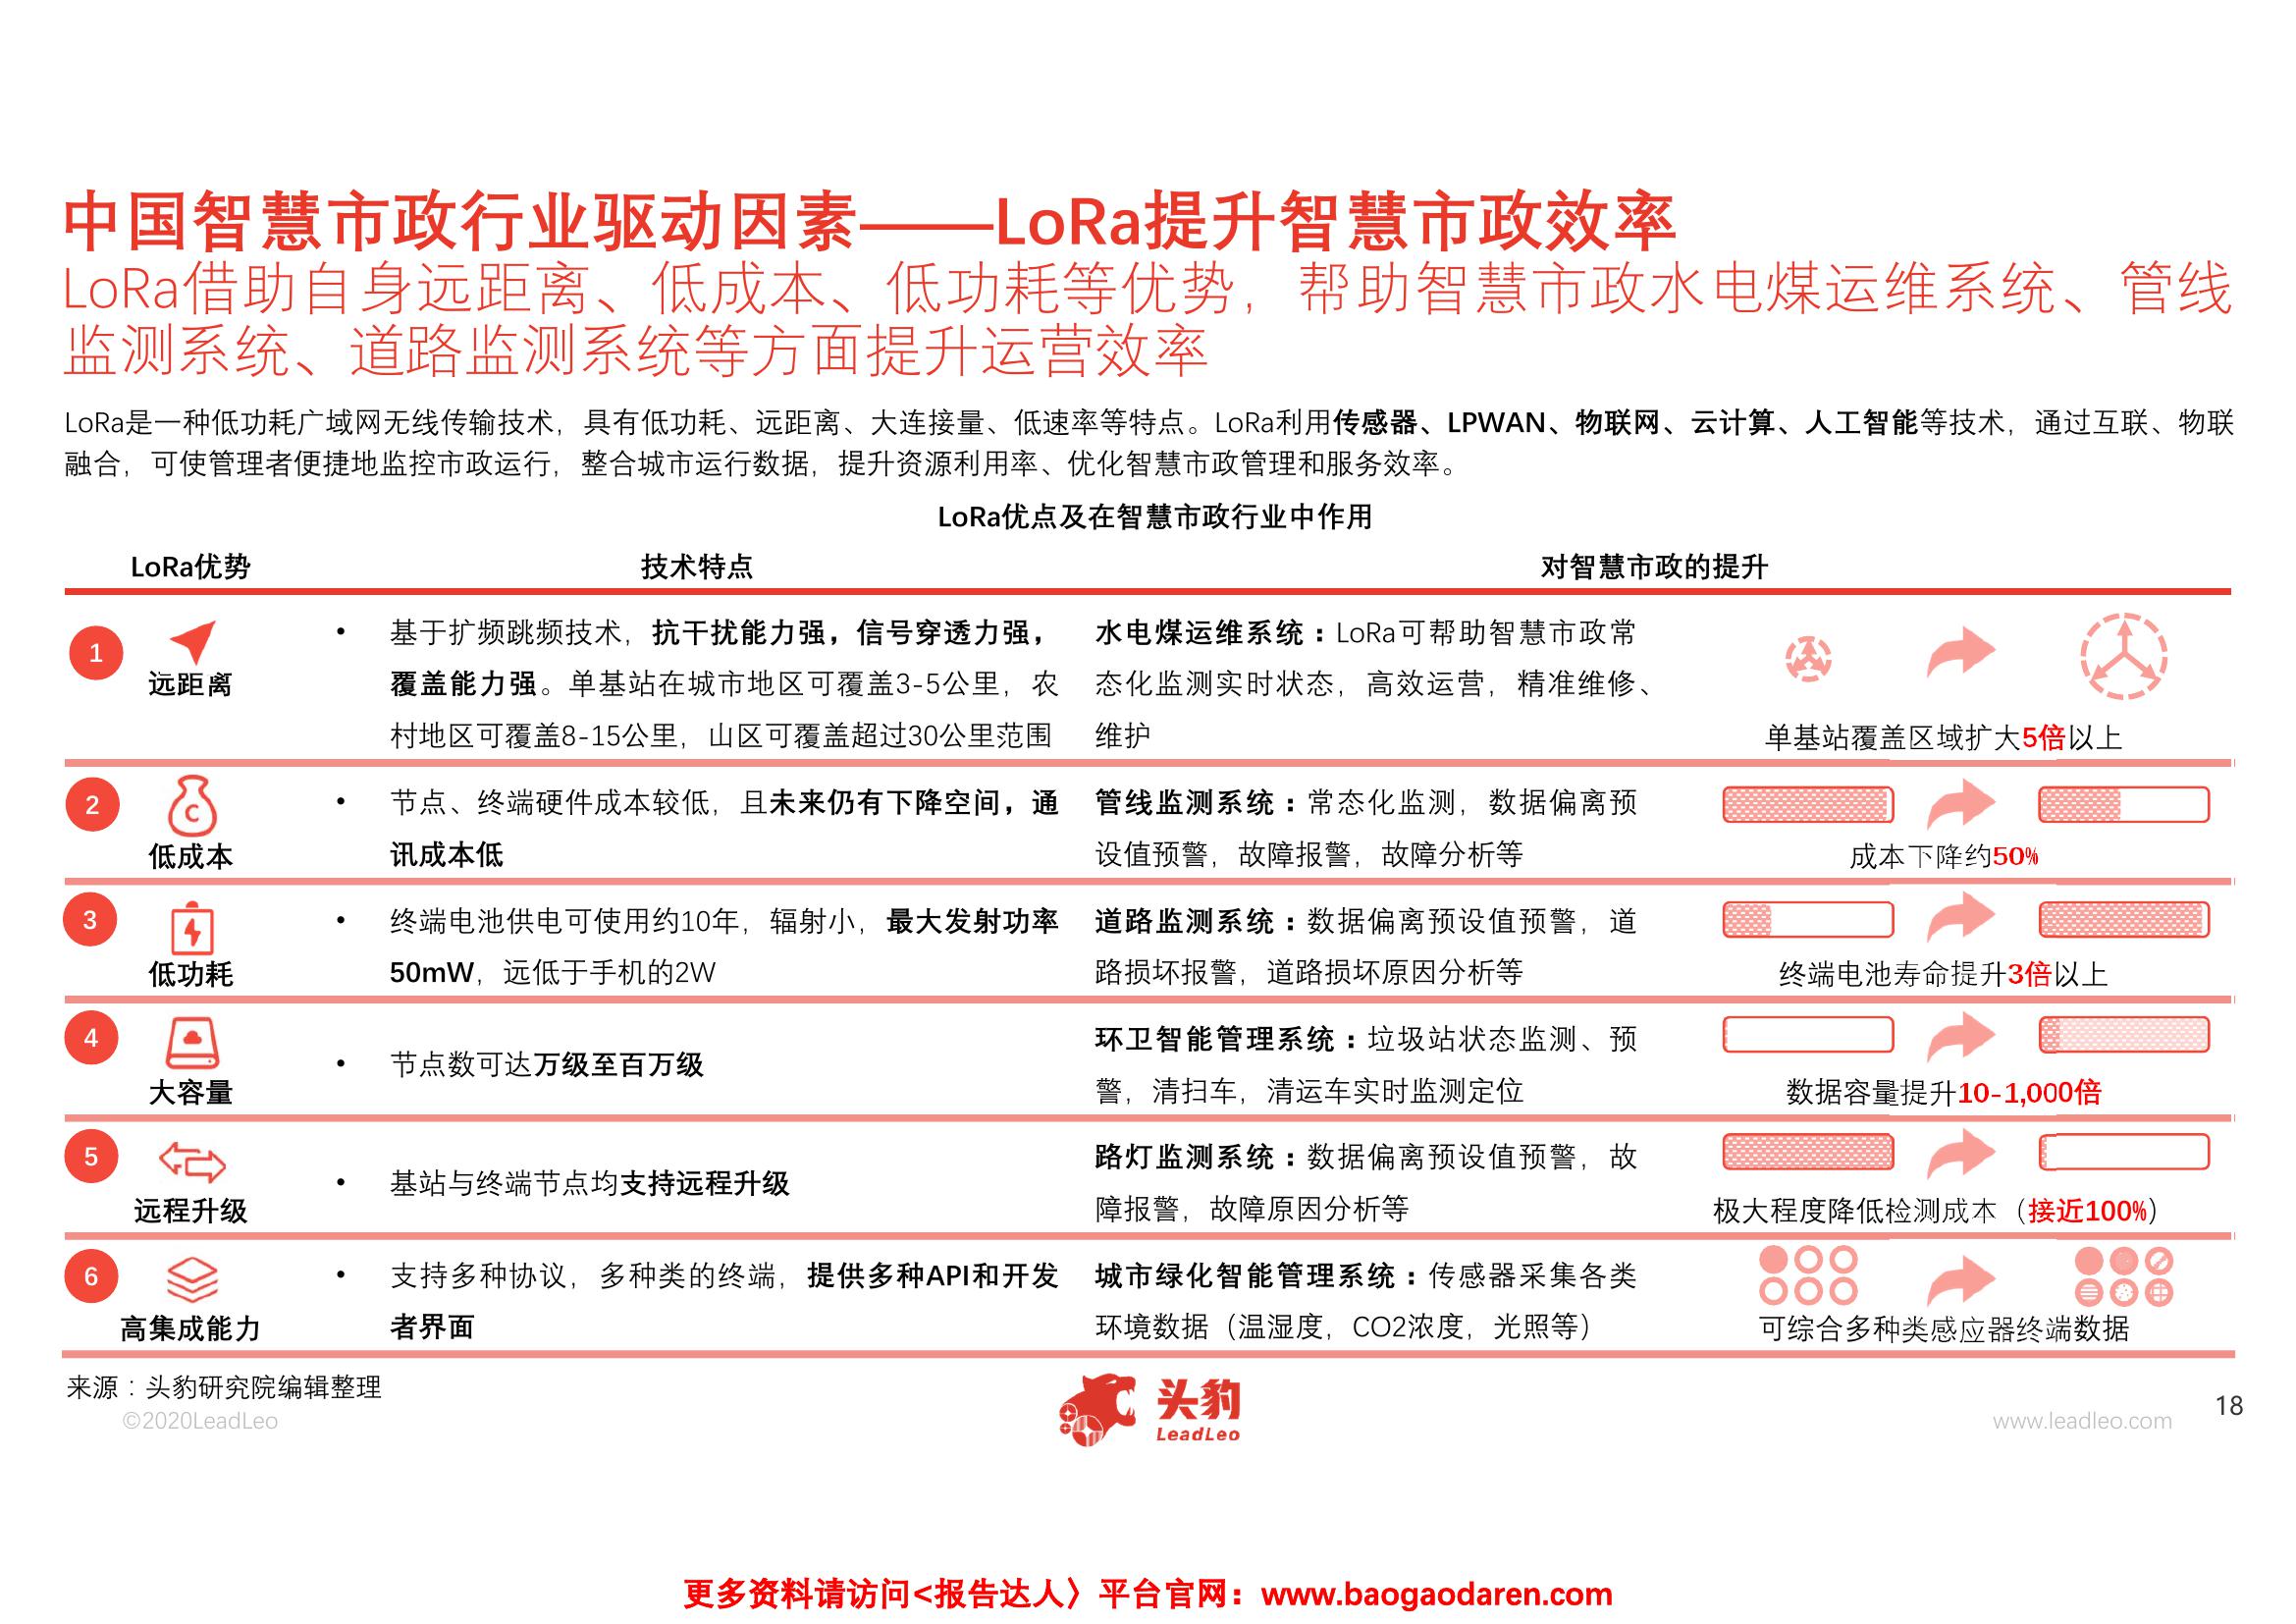 中国智慧市政行业驱动因素——LoRa提升智慧市政效率
LoRa借助自身远距离、低成本、低功耗等优势，帮助智慧市政水电煤运维系统、管线
监测系统、道路监测系统等方面提升运营效率
LoRa是一种低功耗广域网无线传输技术，具有低功耗、远距离、大连接量、低速率等特点。LoRa利用传感器、LPWAN、物联网、云计算、人工智能等技术，通过互联、物联
融合，可使管理者便捷地监控市政运行，整合城市运行数据，提升资源利用率、优化智慧市政管理和服务效率。
LoRa优点及在智慧市政行业中作用
LoRa优势
技术特点
对智慧市政的提升
1
远距离
• 基于扩频跳频技术，抗干扰能力强，信号穿透力强，
覆盖能力强。单基站在城市地区可覆盖3-5公里，农
村地区可覆盖8-15公里，山区可覆盖超过30公里范围
水电煤运维系统：LoRa可帮助智慧市政常
态化监测实时状态，高效运营，精准维修、
维护
单基站覆盖区域扩大5倍以上
2
C
低成本
• 节点、终端硬件成本较低，且未来仍有下降空间，通
讯成本低
管线监测系统：常态化监测，数据偏离预
设值预警，故障报警，故障分析等
成本下降约50%
3
低功耗
• 终端电池供电可使用约10年，辐射小，最大发射功率
50mW，远低于手机的2W
道路监测系统：数据偏离预设值预警，道
路损坏报警，道路损坏原因分析等
终端电池寿命提升3倍以上
4
大容量
• 节点数可达万级至百万级
环卫智能管理系统：垃圾站状态监测、预
警，清扫车，清运车实时监测定位
数据容量提升10-1,000倍
5
远程升级
• 基站与终端节点均支持远程升级
路灯监测系统：数据偏离预设值预警，故
障报警，故障原因分析等
极大程度降低检测成本（接近100%）
6
高集成能力
• 支持多种协议，多种类的终端，提供多种API和开发
者界面
城市绿化智能管理系统：传感器采集各类
环境数据（温湿度，CO2浓度，光照等）
可综合多种类感应器终端数据
来源：头豹研究院编辑整理
©2020LeadLeo
头豹
LeadLeo
www.leadleo.com
18
更多资料请访问<报告达人〉平台官网：www.baogaodaren.com